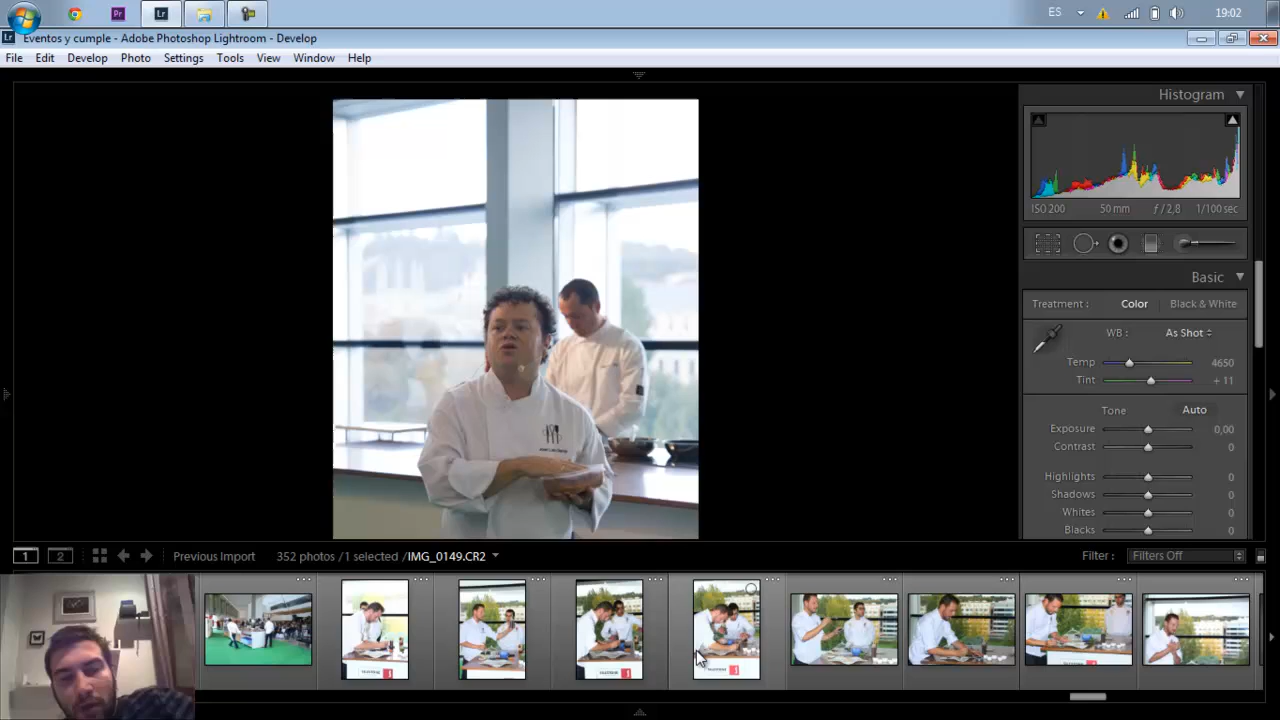 ES 19:02
Eventos y cumple - Adobe Photoshop Lightroom - Develop
File Edit Develop Photo Settings Tools View Window Help
Histogram
ISO 200 50 mm ƒ / 2,8 1/100 sec
Basic
Treatment : Color Black & White
WB : As Shot
Temp 4650
Tint + 11
Tone Auto
Exposure 0,00
Contrast 0
Highlights 0
Shadows 0
Whites 0
Blacks 0
1 2 Previous Import 352 photos / 1 selected / IMG_0149.CR2 Filter : Filters Off